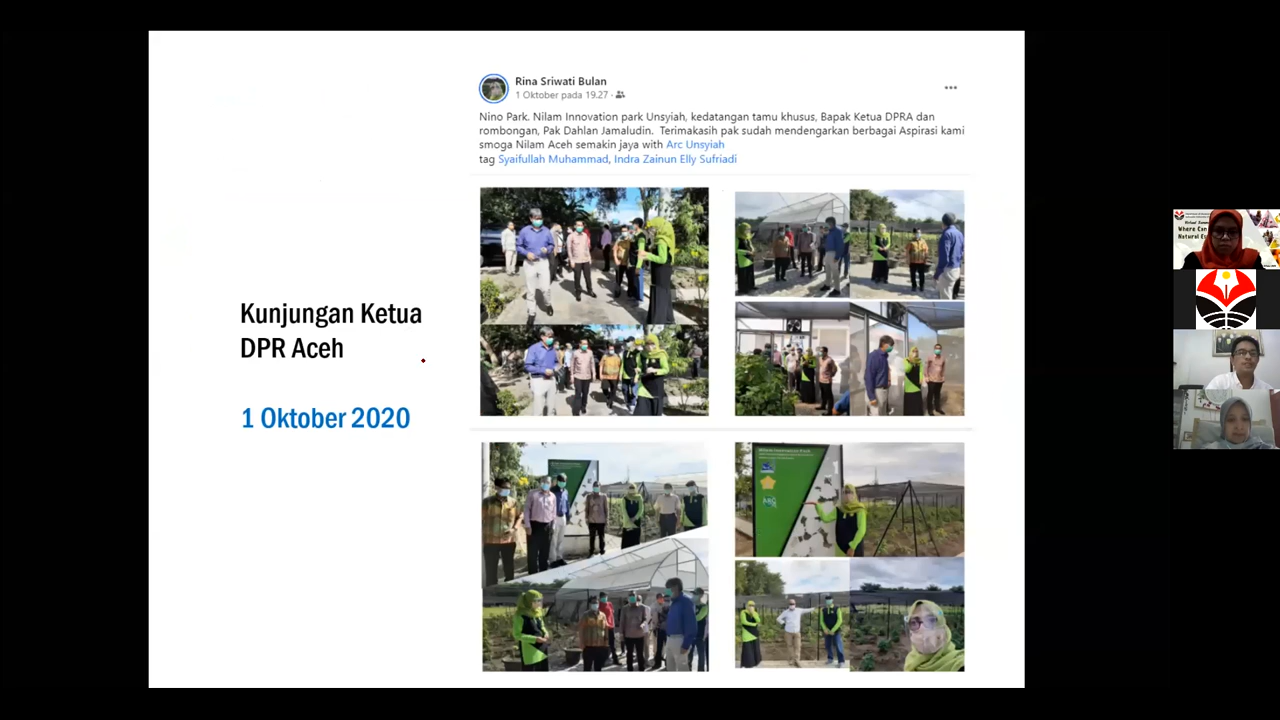 Rina Sriwati Bulan
1 Oktober pada 19.27 ·
Nino Park. Nilam Innovation park Unsyiah, kedatangan tamu khusus, Bapak Ketua DPRA dan
rombongan, Pak Dahlan Jamaludin. Terimakasih pak sudah mendengarkan berbagai Aspirasi kami
smoga Nilam Aceh semakin jaya with Arc Unsyiah
tag Syaifullah Muhammad, Indra Zainun Elly Sufriadi
Kunjungan Ketua
DPR Aceh
1 Oktober 2020